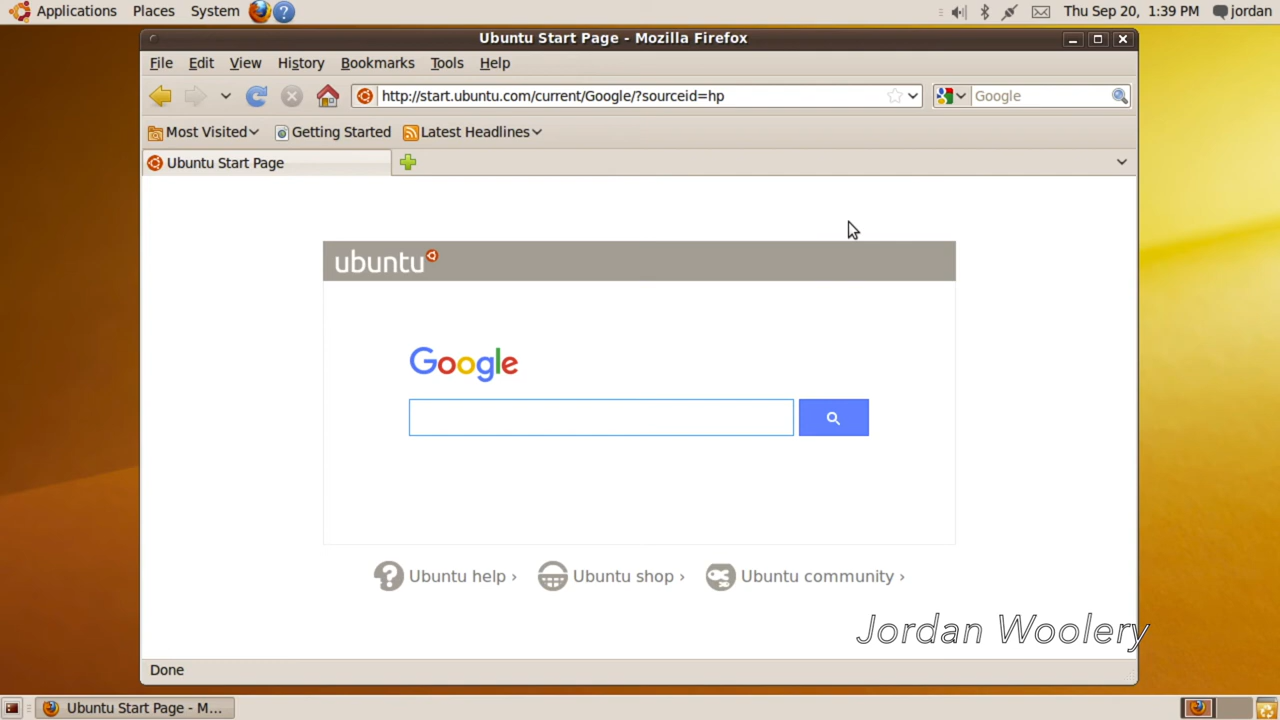 Applications Places System Thu Sep 20, 1:39 PM jordan
Ubuntu Start Page - Mozilla Firefox
File Edit View History Bookmarks Tools Help
http://start.ubuntu.com/current/Google/?sourceid=hp Google
Most Visited Getting Started Latest Headlines
Ubuntu Start Page
ubuntu
Google
Ubuntu help › Ubuntu shop › Ubuntu community ›
Jordan Woolery
Done
Ubuntu Start Page - M...